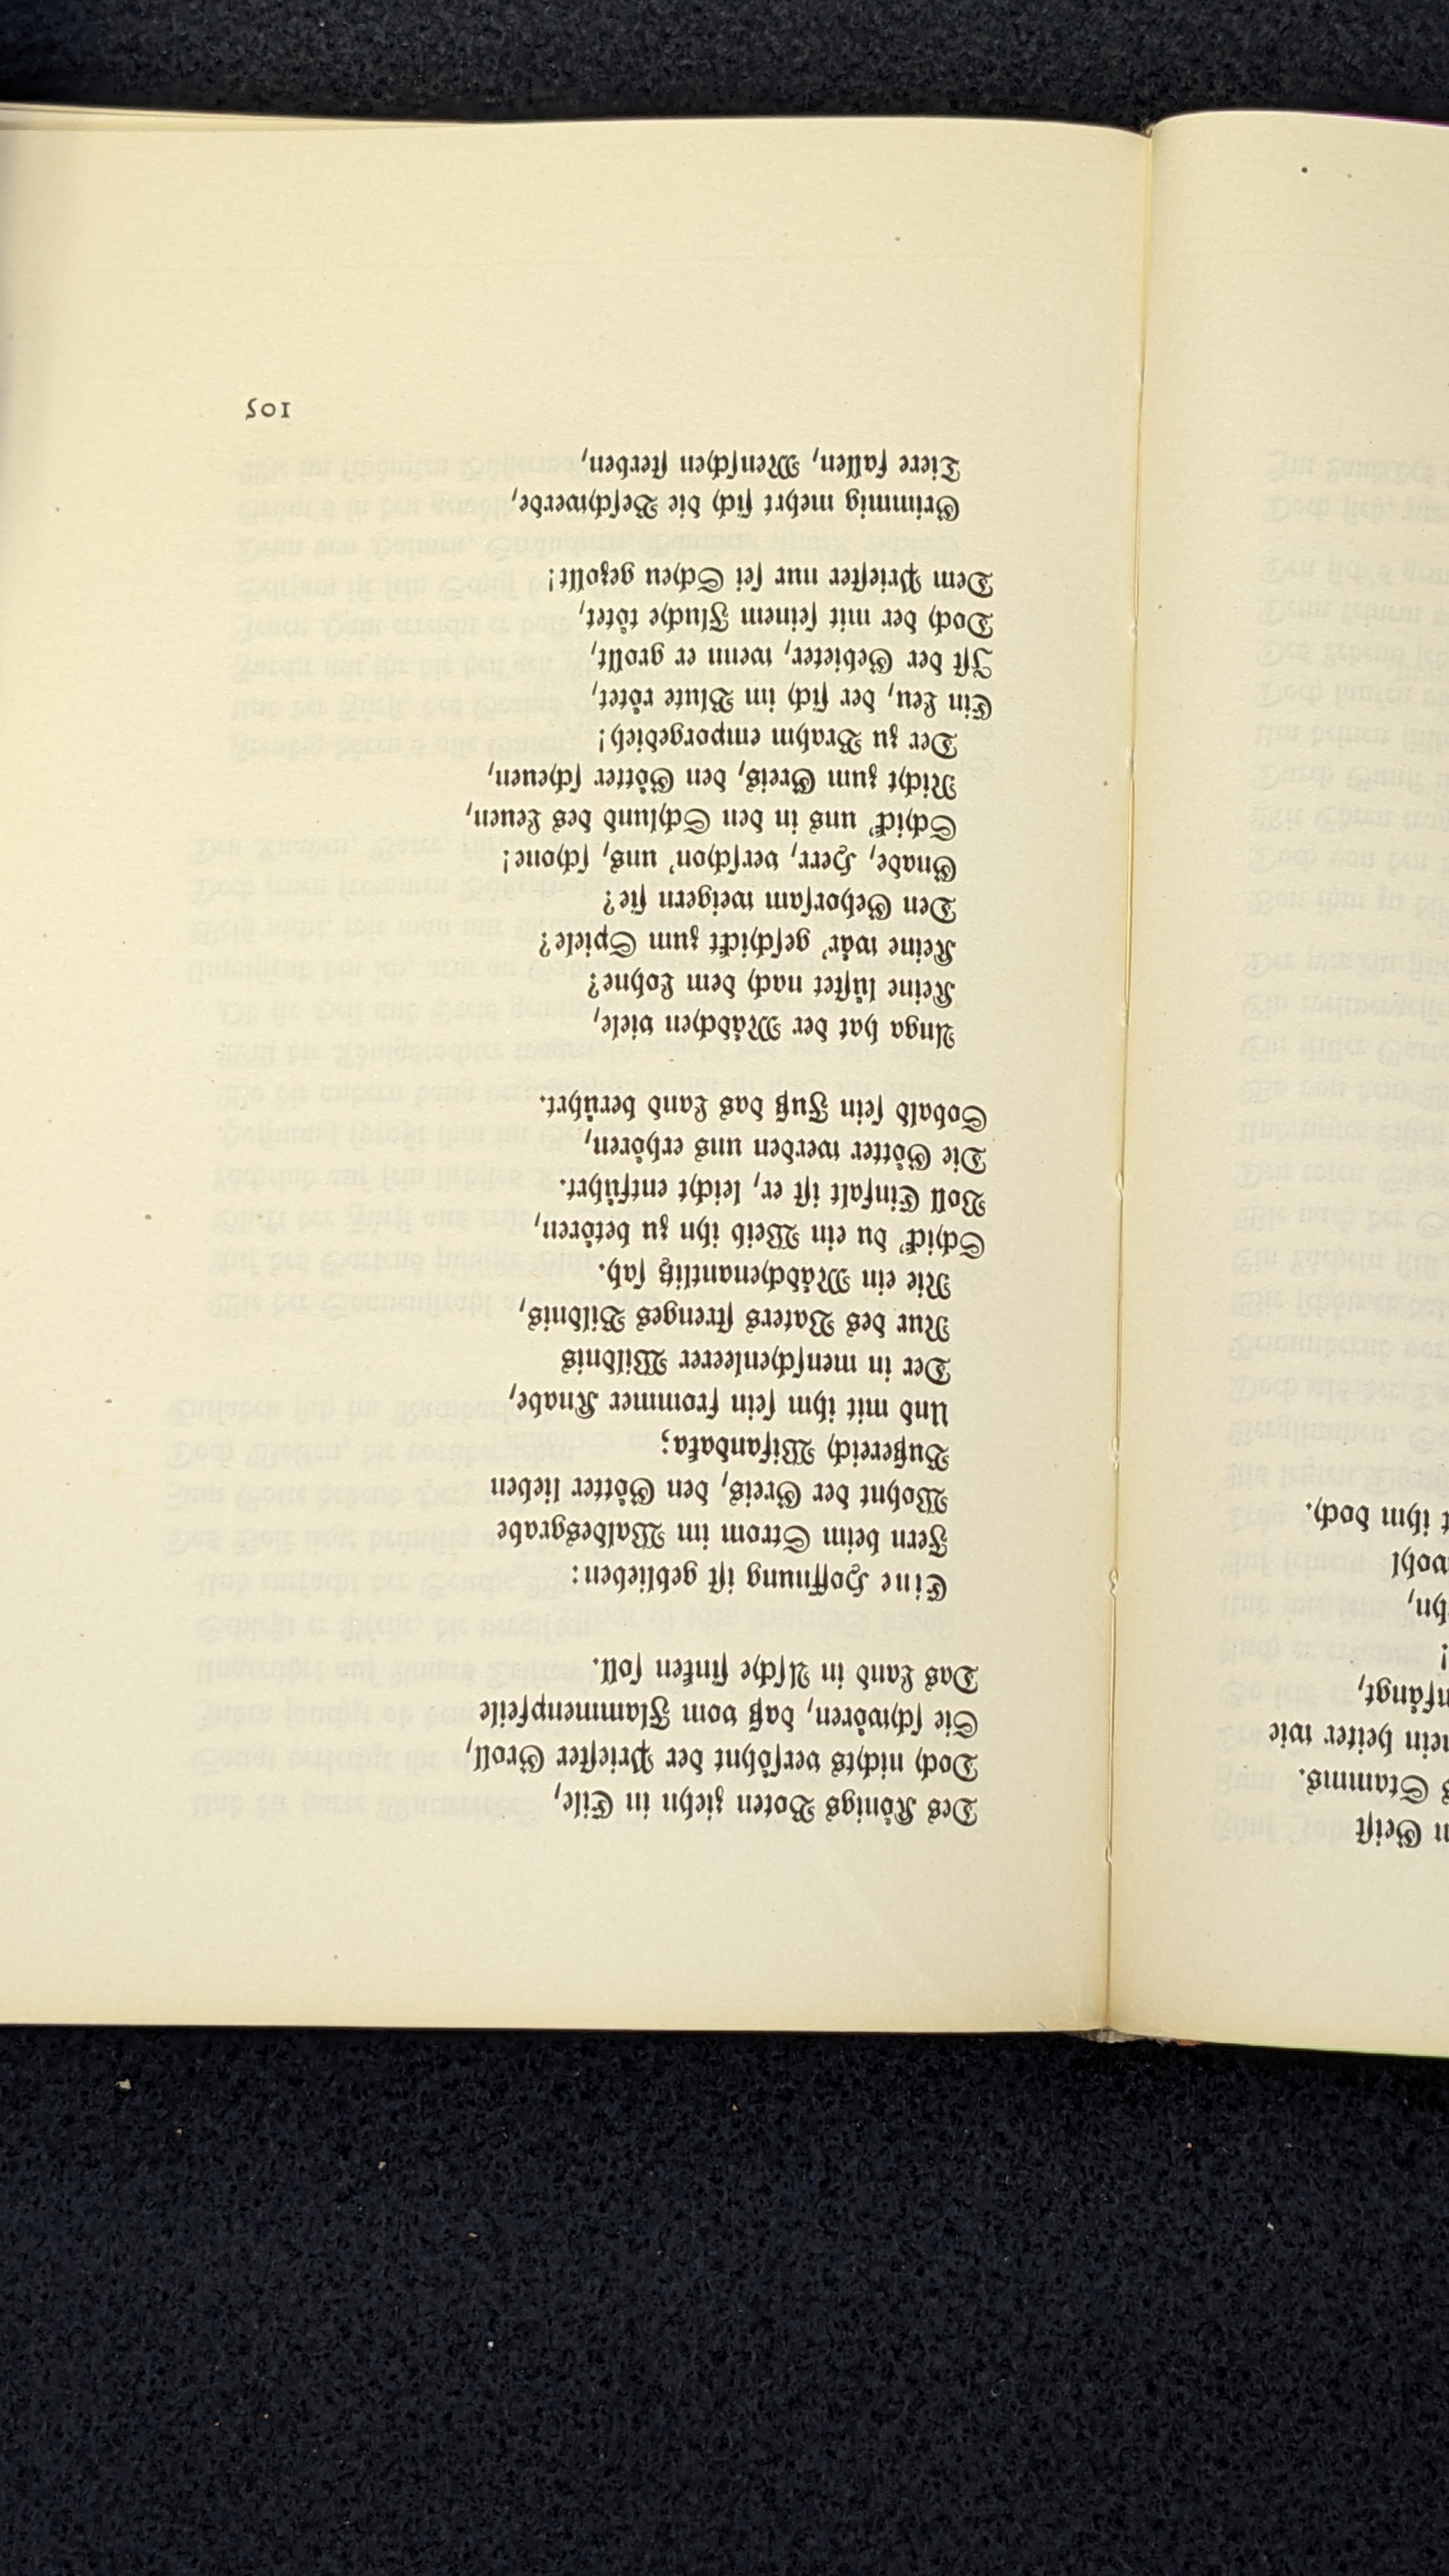 Des Königs Boten ziehn in Eile,
Doch nichts versöhnt der Priester Groll,
Sie schwören, daß vom Flammenpfeile
Das Land in Asche sinken soll.
Eine Hoffnung ist geblieben:
Fern beim Strom im Waldesgrabe
Wohnt der Greis, den Götter lieben
Bußereich Wisandaka;
Und mit ihm sein frommer Knabe,
Der in menschenleerer Wildnis
Nur des Vaters strenges Bildnis,
Nie ein Mädchenantlitz sah.
Schick' du ein Weib ihn zu betören,
Voll Einfalt ist er, leicht entführt.
Die Götter werden uns erhören,
Sobald sein Fuß das Land berührt.
Anga hat der Mädchen viele,
Keine lüstet nach dem Lohne?
Keine wär' geschickt zum Spiele?
Den Gehorsam weigern sie?
Gnade, Herr, verschon' uns, schone!
Schick' uns in den Schlund des Leuen,
Nicht zum Greis, den Götter scheuen,
Der zu Brahm emporgedieh!
Ein Leu, der sich im Blute rötet,
Ist der Gebieter, wenn er grollt,
Doch der mit seinem Fluche tötet,
Dem Priester nur sei Scheu gezollt!
Grimmig mehrt sich die Beschwerde,
Tiere fallen, Menschen sterben,
105
n Geist
s Stamms.
nein heiter wie
nfängt,
!
hn,
wohl
t ihm doch.